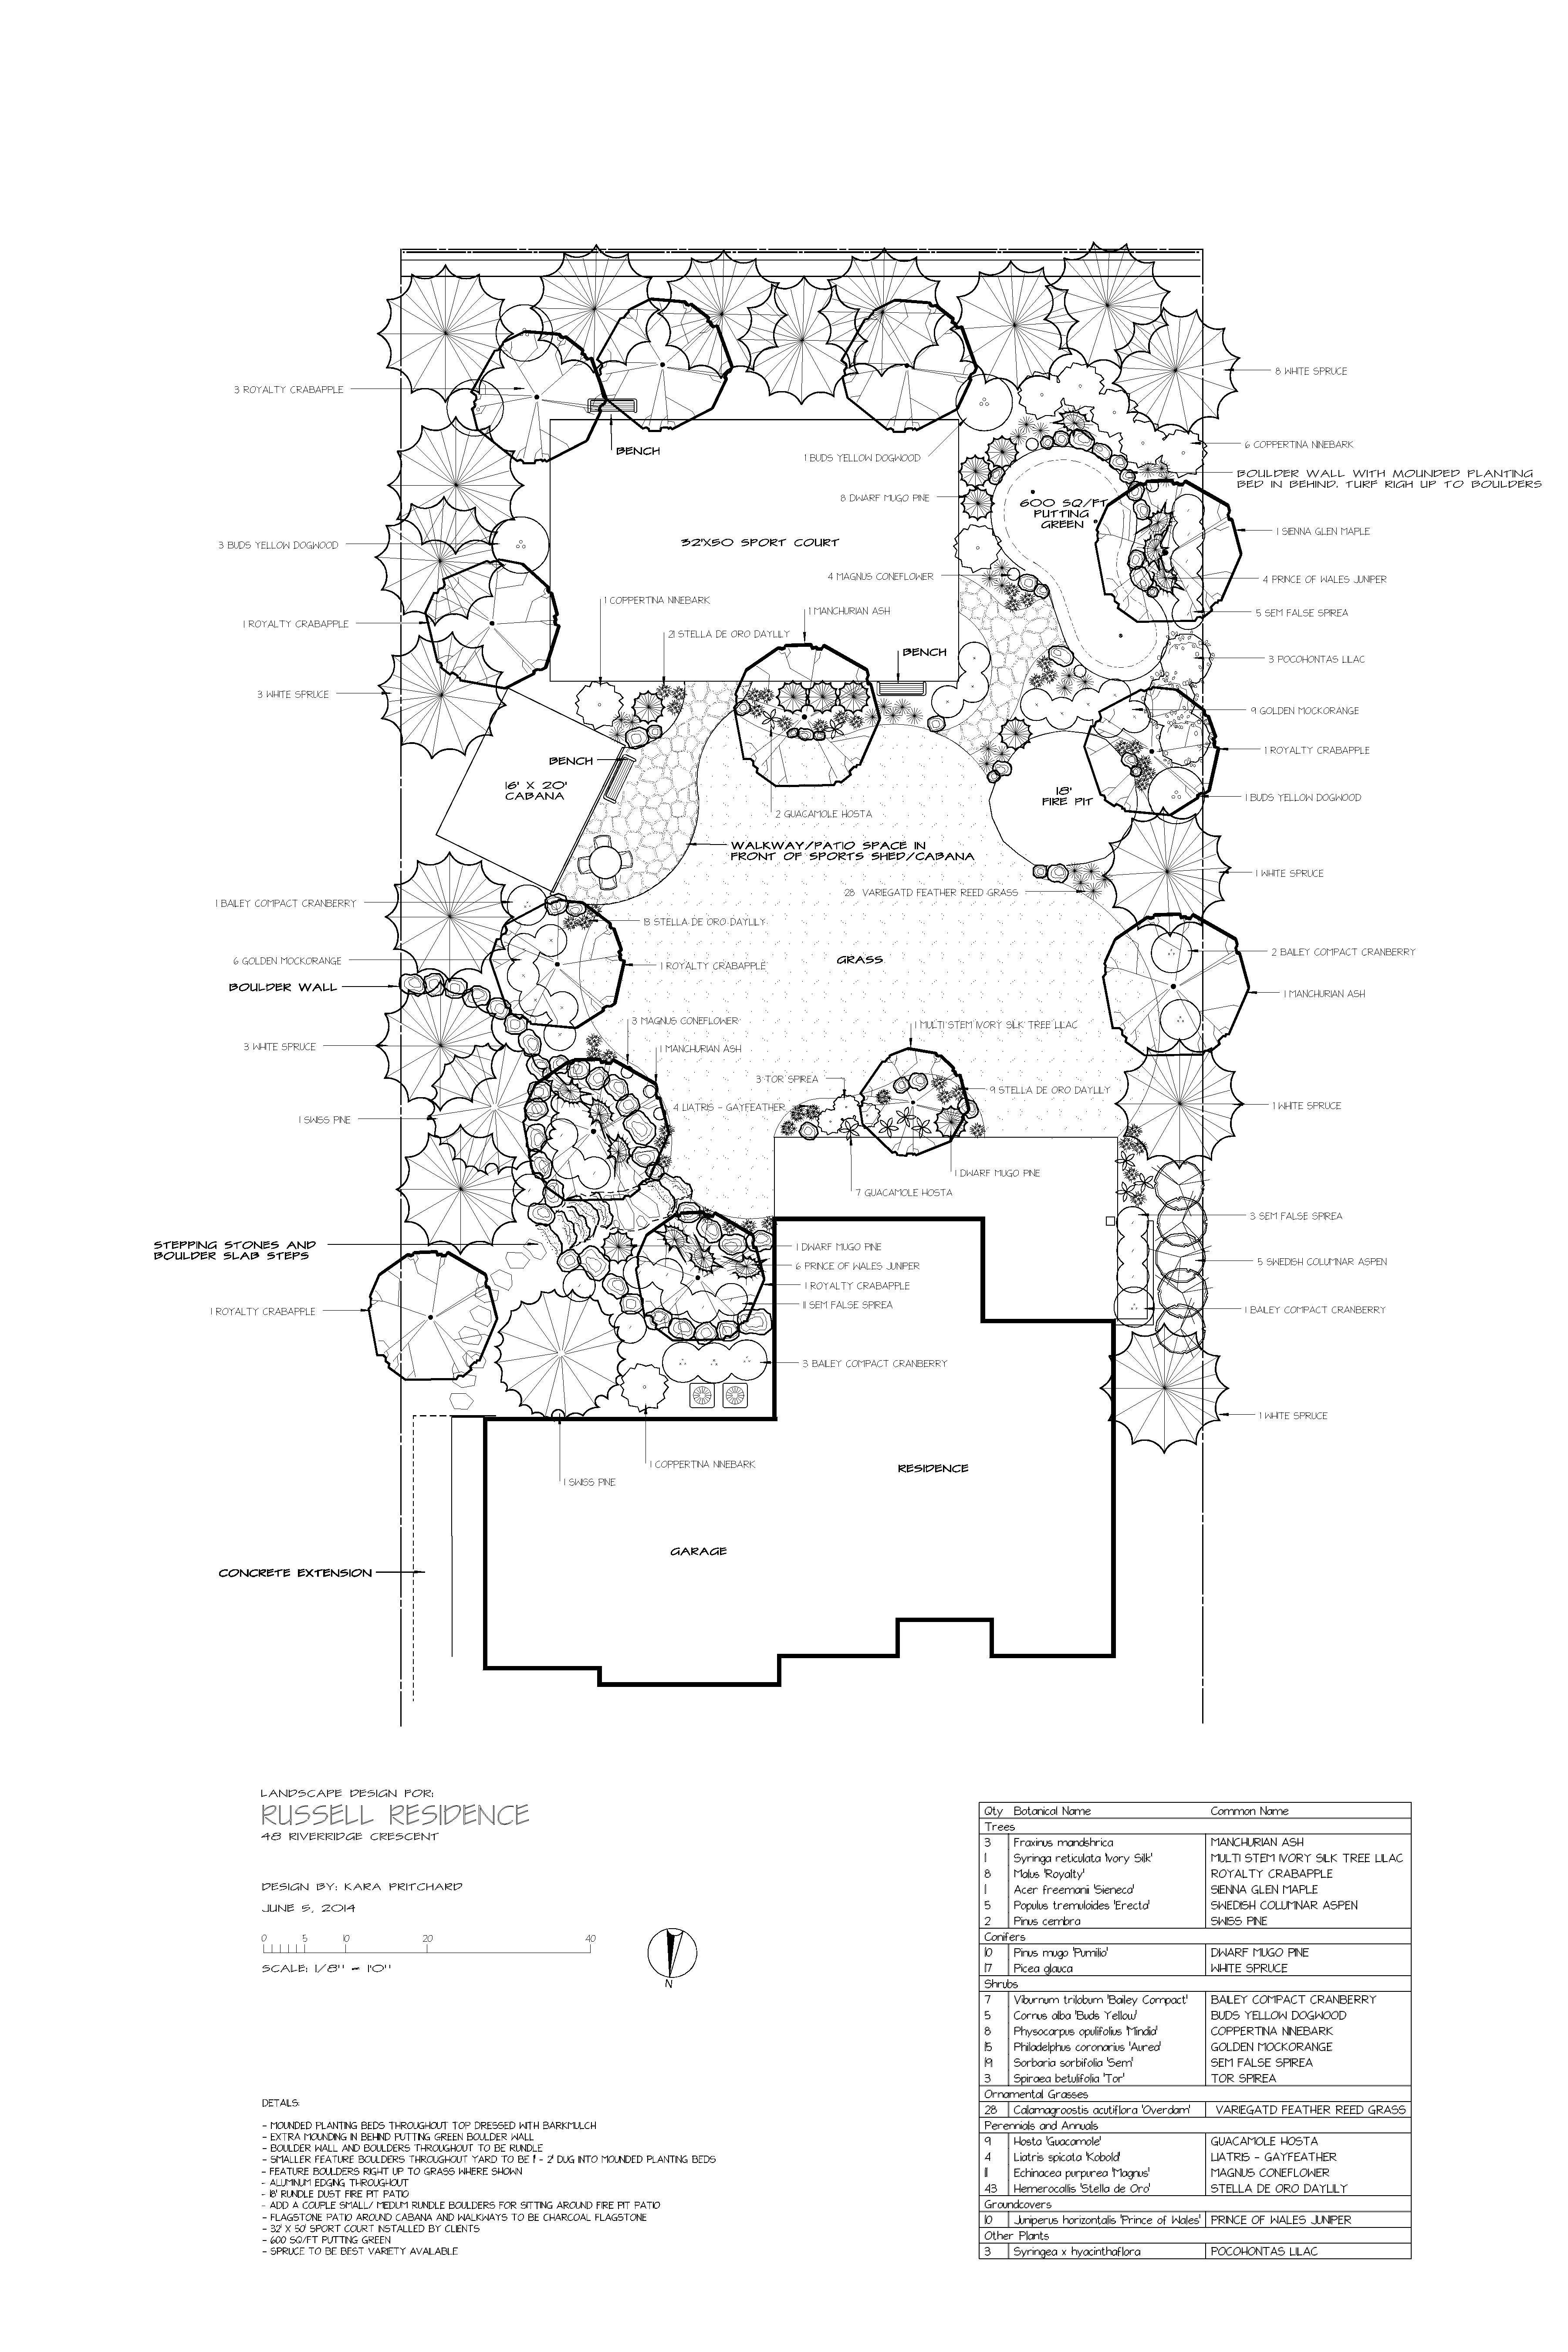 3 ROYALTY CRABAPPLE
8 WHITE SPRUCE
BENCH
1 BUDS YELLOW DOGWOOD
6 COPPERTINA NINEBARK
BOULDER WALL WITH MOUNDED PLANTING
BED IN BEHIND. TURF RIGH UP TO BOULDERS
8 DWARF MUGO PINE
600 SQ/FT
PUTTING
GREEN
1 SIENNA GLEN MAPLE
3 BUDS YELLOW DOGWOOD
32'X50 SPORT COURT
4 MAGNUS CONEFLOWER
4 PRINCE OF WALES JUNIPER
1 COPPERTINA NINEBARK
1 MANCHURIAN ASH
5 SEM FALSE SPIREA
1 ROYALTY CRABAPPLE
21 STELLA DE ORO DAYLILY
BENCH
3 POCOHONTAS LILAC
3 WHITE SPRUCE
9 GOLDEN MOCKORANGE
1 ROYALTY CRABAPPLE
BENCH
16' X 20'
CABANA
18'
FIRE PIT
1 BUDS YELLOW DOGWOOD
2 GUACAMOLE HOSTA
WALKWAY/PATIO SPACE IN
FRONT OF SPORTS SHED/CABANA
1 WHITE SPRUCE
28 VARIEGATD FEATHER REED GRASS
1 BAILEY COMPACT CRANBERRY
13 STELLA DE ORO DAYLILY
6 GOLDEN MOCKORANGE
1 ROYALTY CRABAPPLE
GRASS
2 BAILEY COMPACT CRANBERRY
BOULDER WALL
1 MANCHURIAN ASH
3 MAGNUS CONEFLOWER
1 MULTI STEM IVORY SILK TREE LILAC
3 WHITE SPRUCE
1 MANCHURIAN ASH
3 TOR SPIREA
9 STELLA DE ORO DAYLILY
4 LIATRIS - GAYFEATHER
1 WHITE SPRUCE
1 SWISS PINE
1 DWARF MUGO PINE
7 GUACAMOLE HOSTA
3 SEM FALSE SPIREA
STEPPING STONES AND
BOULDER SLAB STEPS
1 DWARF MUGO PINE
6 PRINCE OF WALES JUNIPER
5 SWEDISH COLUMNAR ASPEN
1 ROYALTY CRABAPPLE
11 SEM FALSE SPIREA
1 ROYALTY CRABAPPLE
1 BAILEY COMPACT CRANBERRY
3 BAILEY COMPACT CRANBERRY
1 WHITE SPRUCE
1 COPPERTINA NINEBARK
1 SWISS PINE
RESIDENCE
GARAGE
CONCRETE EXTENSION
LANDSCAPE DESIGN FOR:
RUSSELL RESIDENCE
48 RIVERRIDGE CRESCENT
DESIGN BY: KARA PRITCHARD
JUNE 5, 2014
0 5 10 20 40
SCALE: 1/8" = 1'0"
N
DETAILS:
- MOUNDED PLANTING BEDS THROUGHOUT TOP DRESSED WITH BARKMULCH
- EXTRA MOUNDING IN BEHIND PUTTING GREEN BOULDER WALL
- BOULDER WALL AND BOULDERS THROUGHOUT TO BE RUNDLE
- SMALLER FEATURE BOULDERS THROUGHOUT YARD TO BE 1' - 2' DUG INTO MOUNDED PLANTING BEDS
- FEATURE BOULDERS RIGHT UP TO GRASS WHERE SHOWN
- ALUMINUM EDGING THROUGHOUT
- 18' RUNDLE DUST FIRE PIT PATIO
- ADD A COUPLE SMALL/ MEDIUM RUNDLE BOULDERS FOR SITTING AROUND FIRE PIT PATIO
- FLAGSTONE PATIO AROUND CABANA AND WALKWAYS TO BE CHARCOAL FLAGSTONE
- 32' X 50' SPORT COURT INSTALLED BY CLIENTS
- 600 SQ/FT PUTTING GREEN
- SPRUCE TO BE BEST VARIETY AVAILABLE
Qty Botanical Name Common Name
Trees
3 Fraxinus mandshrica MANCHURIAN ASH
1 Syringa reticulata 'Ivory Silk' MULTI STEM IVORY SILK TREE LILAC
8 Malus 'Royalty' ROYALTY CRABAPPLE
1 Acer freemanii 'Sieneca' SIENNA GLEN MAPLE
5 Populus tremuloides 'Erecta' SWEDISH COLUMNAR ASPEN
2 Pinus cembra SWISS PINE
Conifers
10 Pinus mugo 'Pumilio' DWARF MUGO PINE
17 Picea glauca WHITE SPRUCE
Shrubs
7 Viburnum trilobum 'Bailey Compact' BAILEY COMPACT CRANBERRY
5 Cornus alba 'Buds Yellow' BUDS YELLOW DOGWOOD
8 Physocarpus opulifolius 'Mindia' COPPERTINA NINEBARK
15 Philadelphus coronarius 'Aurea' GOLDEN MOCKORANGE
19 Sorbaria sorbifolia 'Sem' SEM FALSE SPIREA
3 Spiraea betulifolia 'Tor' TOR SPIREA
Ornamental Grasses
28 Calamagroostis acutiflora 'Overdam' VARIEGATD FEATHER REED GRASS
Perennials and Annuals
9 Hosta 'Guacamole' GUACAMOLE HOSTA
4 Liatris spicata 'Kobold' LIATRIS - GAYFEATHER
11 Echinacea purpurea 'Magnus' MAGNUS CONEFLOWER
43 Hemerocallis 'Stella de Oro' STELLA DE ORO DAYLILY
Groundcovers
10 Juniperus horizontalis 'Prince of Wales' PRINCE OF WALES JUNIPER
Other Plants
3 Syringea x hyacinthaflora POCOHONTAS LILAC